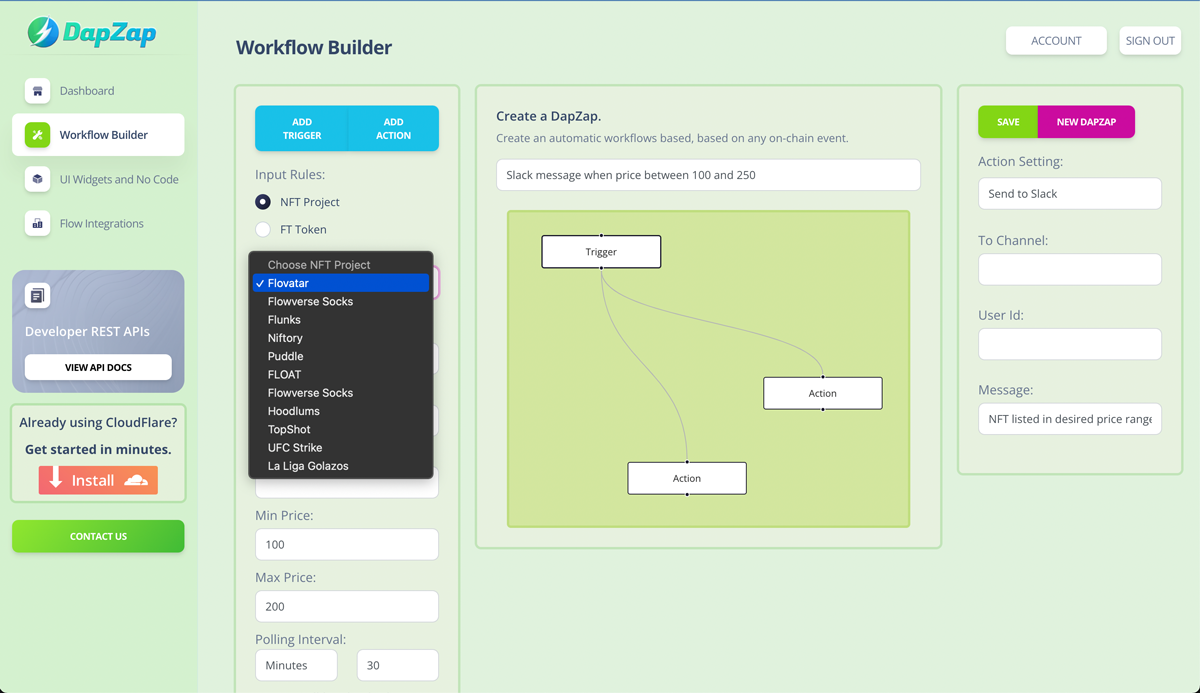 DapZap
Dashboard
Workflow Builder
UI Widgets and No Code
Flow Integrations
Developer REST APIs
VIEW API DOCS
Already using CloudFlare?
Get started in minutes.
Install
CONTACT US
Workflow Builder
ACCOUNT
SIGN OUT
ADD TRIGGER
ADD ACTION
Input Rules:
NFT Project
FT Token
Choose NFT Project
✓ Flovatar
Flowverse Socks
Flunks
Niftory
Puddle
FLOAT
Flowverse Socks
Hoodlums
TopShot
UFC Strike
La Liga Golazos
Min Price:
100
Max Price:
200
Polling Interval:
Minutes
30
Create a DapZap.
Create an automatic workflows based, based on any on-chain event.
Slack message when price between 100 and 250
Trigger
Action
Action
SAVE
NEW DAPZAP
Action Setting:
Send to Slack
To Channel:
User Id:
Message:
NFT listed in desired price range